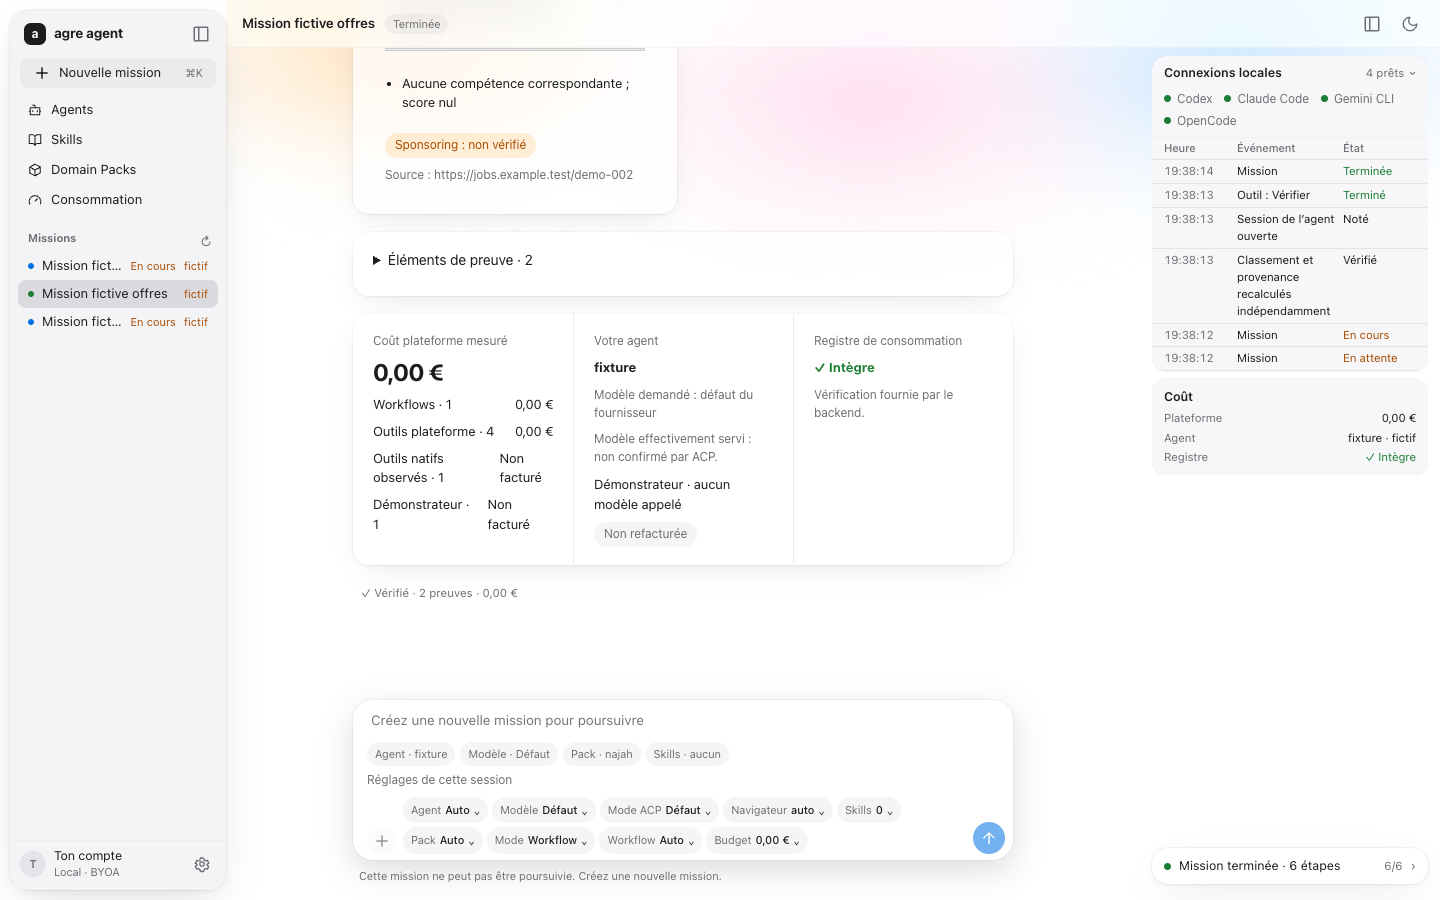 a agre agent
Nouvelle mission ⌘K
Agents
Skills
Domain Packs
Consommation
Missions
Mission fict... En cours fictif
Mission fictive offres fictif
Mission fict... En cours fictif
T
Ton compte
Local · BYOA
Mission fictive offres Terminée
• Aucune compétence correspondante ;
score nul
Sponsoring : non vérifié
Source : https://jobs.example.test/demo-002
Éléments de preuve · 2
Coût plateforme mesuré
0,00 €
Workflows · 1 0,00 €
Outils plateforme · 4 0,00 €
Outils natifs Non
observés · 1 facturé
Démonstrateur · Non
1 facturé
Votre agent
fixture
Modèle demandé : défaut du
fournisseur
Modèle effectivement servi :
non confirmé par ACP.
Démonstrateur · aucun
modèle appelé
Non refacturée
Registre de consommation
✓ Intègre
Vérification fournie par le
backend.
✓ Vérifié · 2 preuves · 0,00 €
Créez une nouvelle mission pour poursuivre
Agent · fixture Modèle · Défaut Pack · najah Skills · aucun
Réglages de cette session
Agent Auto Modèle Défaut Mode ACP Défaut Navigateur auto Skills 0
Pack Auto Mode Workflow Workflow Auto Budget 0,00 €
Cette mission ne peut pas être poursuivie. Créez une nouvelle mission.
Connexions locales 4 prêts
Codex Claude Code Gemini CLI
OpenCode
Heure Événement État
19:38:14 Mission Terminée
19:38:13 Outil : Vérifier Terminé
19:38:13 Session de l'agent Noté
ouverte
19:38:13 Classement et Vérifié
provenance
recalculés
indépendamment
19:38:12 Mission En cours
19:38:12 Mission En attente
Coût
Plateforme 0,00 €
Agent fixture · fictif
Registre ✓ Intègre
Mission terminée · 6 étapes 6/6 ›